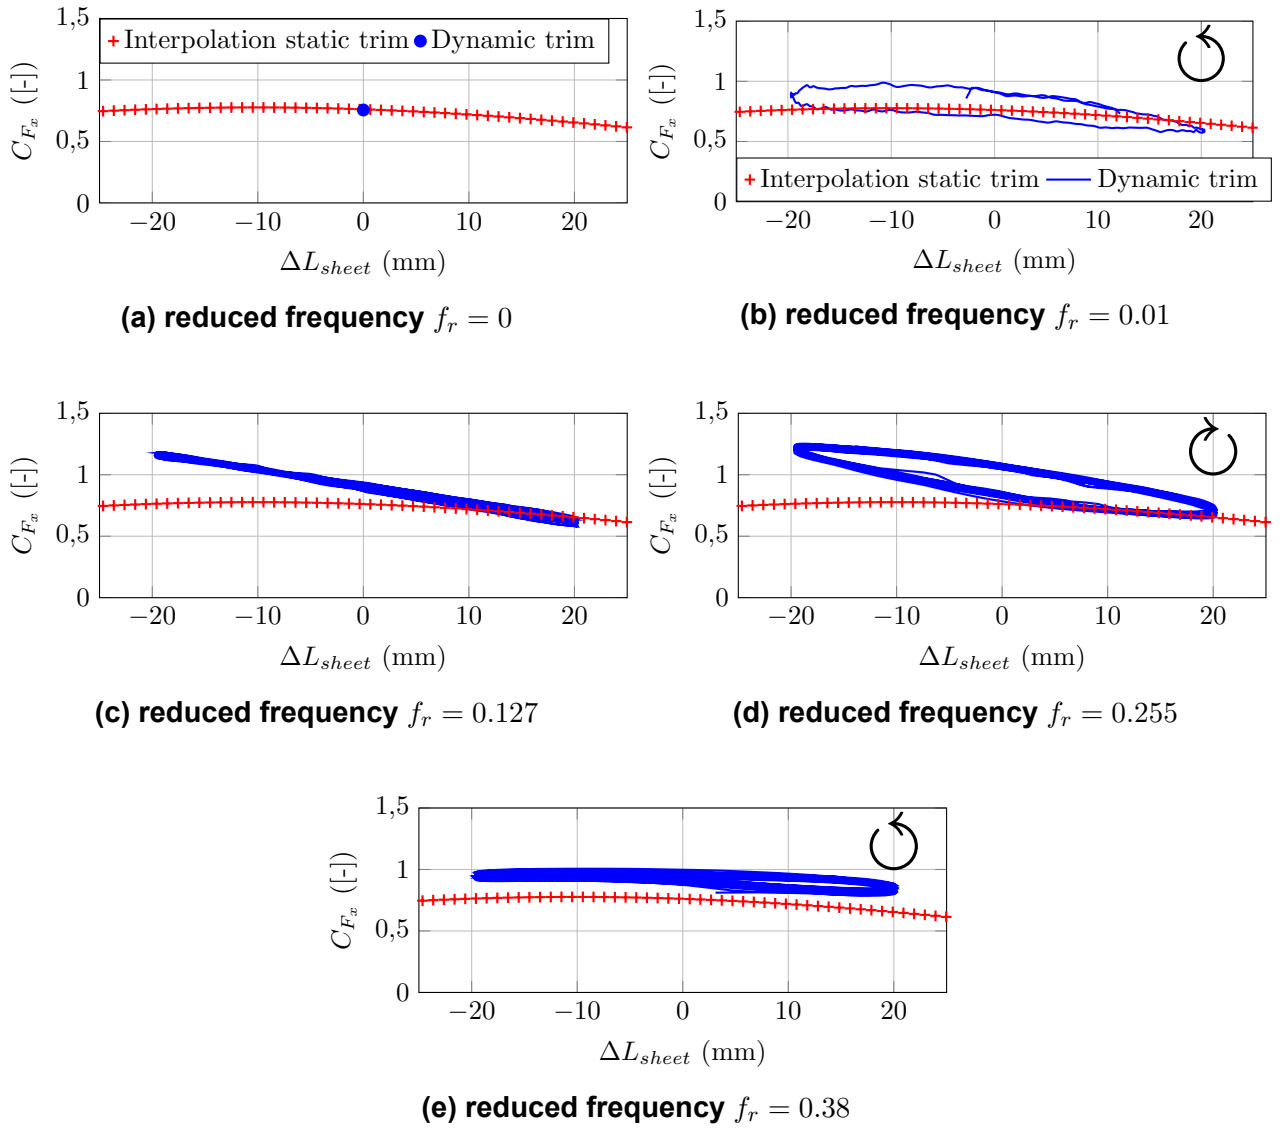 1,5
1
0,5
0
C_{F_x} ([-])
Interpolation static trim Dynamic trim
−20 −10 0 10 20
ΔL_{sheet} (mm)
(a) reduced frequency f_r = 0
1,5
1
0,5
0
C_{F_x} ([-])
Interpolation static trim Dynamic trim
−20 −10 0 10 20
ΔL_{sheet} (mm)
(b) reduced frequency f_r = 0.01
1,5
1
0,5
0
C_{F_x} ([-])
−20 −10 0 10 20
ΔL_{sheet} (mm)
(c) reduced frequency f_r = 0.127
1,5
1
0,5
0
C_{F_x} ([-])
−20 −10 0 10 20
ΔL_{sheet} (mm)
(d) reduced frequency f_r = 0.255
1,5
1
0,5
0
C_{F_x} ([-])
−20 −10 0 10 20
ΔL_{sheet} (mm)
(e) reduced frequency f_r = 0.38